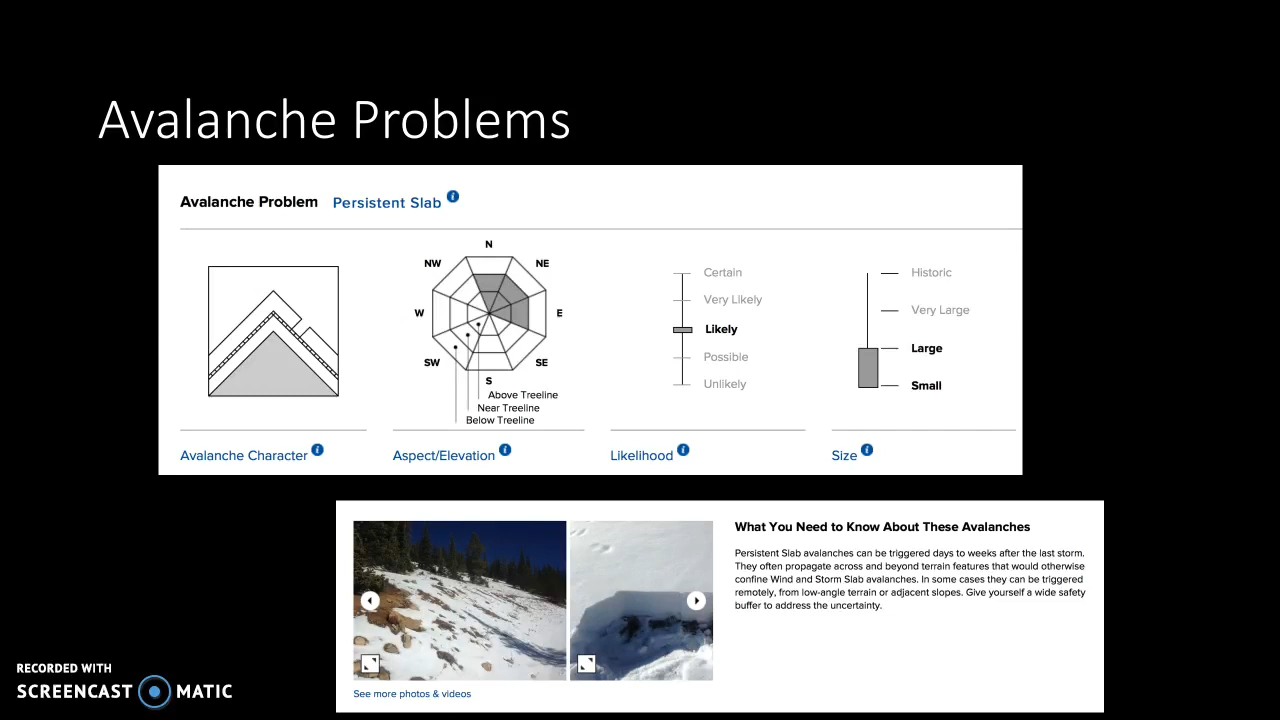 Avalanche Problems
Avalanche Problem Persistent Slab i
N
NW NE
W E
SW SE
S
Above Treeline
Near Treeline
Below Treeline
Certain
Very Likely
Likely
Possible
Unlikely
Historic
Very Large
Large
Small
Avalanche Character i
Aspect/Elevation i
Likelihood i
Size i
What You Need to Know About These Avalanches
Persistent Slab avalanches can be triggered days to weeks after the last storm.
They often propagate across and beyond terrain features that would otherwise
confine Wind and Storm Slab avalanches. In some cases they can be triggered
remotely, from low-angle terrain or adjacent slopes. Give yourself a wide safety
buffer to address the uncertainty.
See more photos & videos
RECORDED WITH
SCREENCAST MATIC